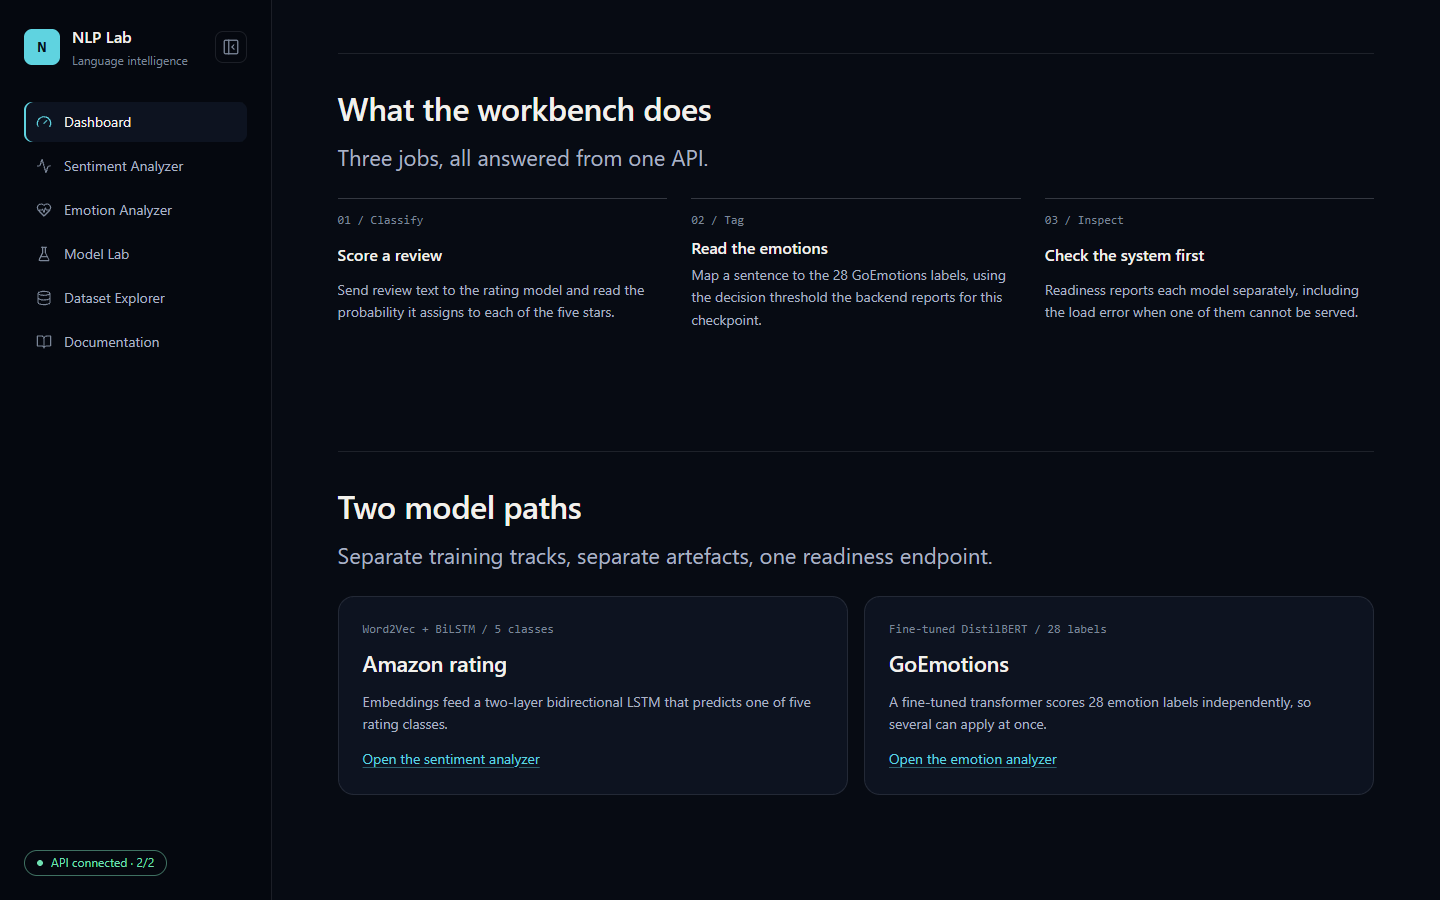 N
NLP Lab
Language intelligence
Dashboard
Sentiment Analyzer
Emotion Analyzer
Model Lab
Dataset Explorer
Documentation
API connected · 2/2
What the workbench does
Three jobs, all answered from one API.
01 / Classify
Score a review
Send review text to the rating model and read the
probability it assigns to each of the five stars.
02 / Tag
Read the emotions
Map a sentence to the 28 GoEmotions labels, using
the decision threshold the backend reports for this
checkpoint.
03 / Inspect
Check the system first
Readiness reports each model separately, including
the load error when one of them cannot be served.
Two model paths
Separate training tracks, separate artefacts, one readiness endpoint.
Word2Vec + BiLSTM / 5 classes
Amazon rating
Embeddings feed a two-layer bidirectional LSTM that predicts one of five
rating classes.
Open the sentiment analyzer
Fine-tuned DistilBERT / 28 labels
GoEmotions
A fine-tuned transformer scores 28 emotion labels independently, so
several can apply at once.
Open the emotion analyzer